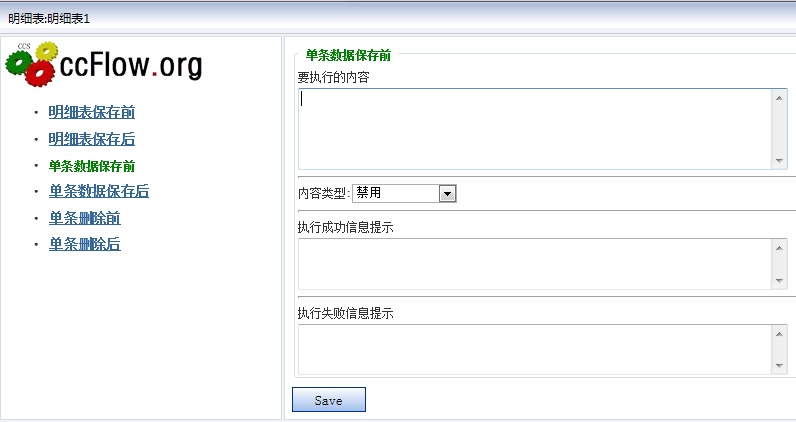 明细表:明细表1
CCS
ccFlow.org
明细表保存前
明细表保存后
单条数据保存前
单条数据保存后
单条删除前
单条删除后
单条数据保存前
要执行的内容
内容类型:禁用
执行成功信息提示
执行失败信息提示
Save